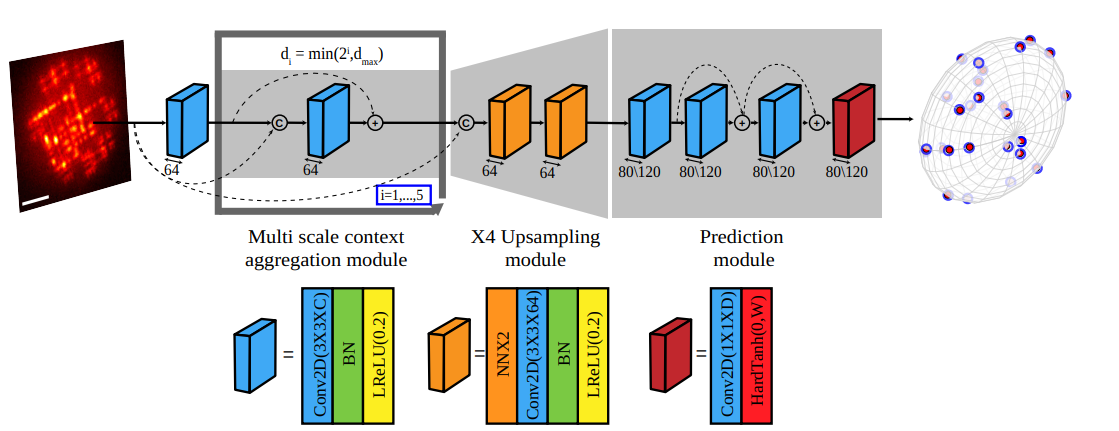 d_i = min(2^i,d_max)
C
+
C
+
+
64
64
64
64
80\120
80\120
80\120
80\120
i=1,...,5
Multi scale context
aggregation module
X4 Upsampling
module
Prediction
module
=
Conv2D(3X3XC)
BN
LReLU(0.2)
=
NNX2
Conv2D(3X3X64)
BN
LReLU(0.2)
=
Conv2D(1X1XD)
HardTanh(0,W)